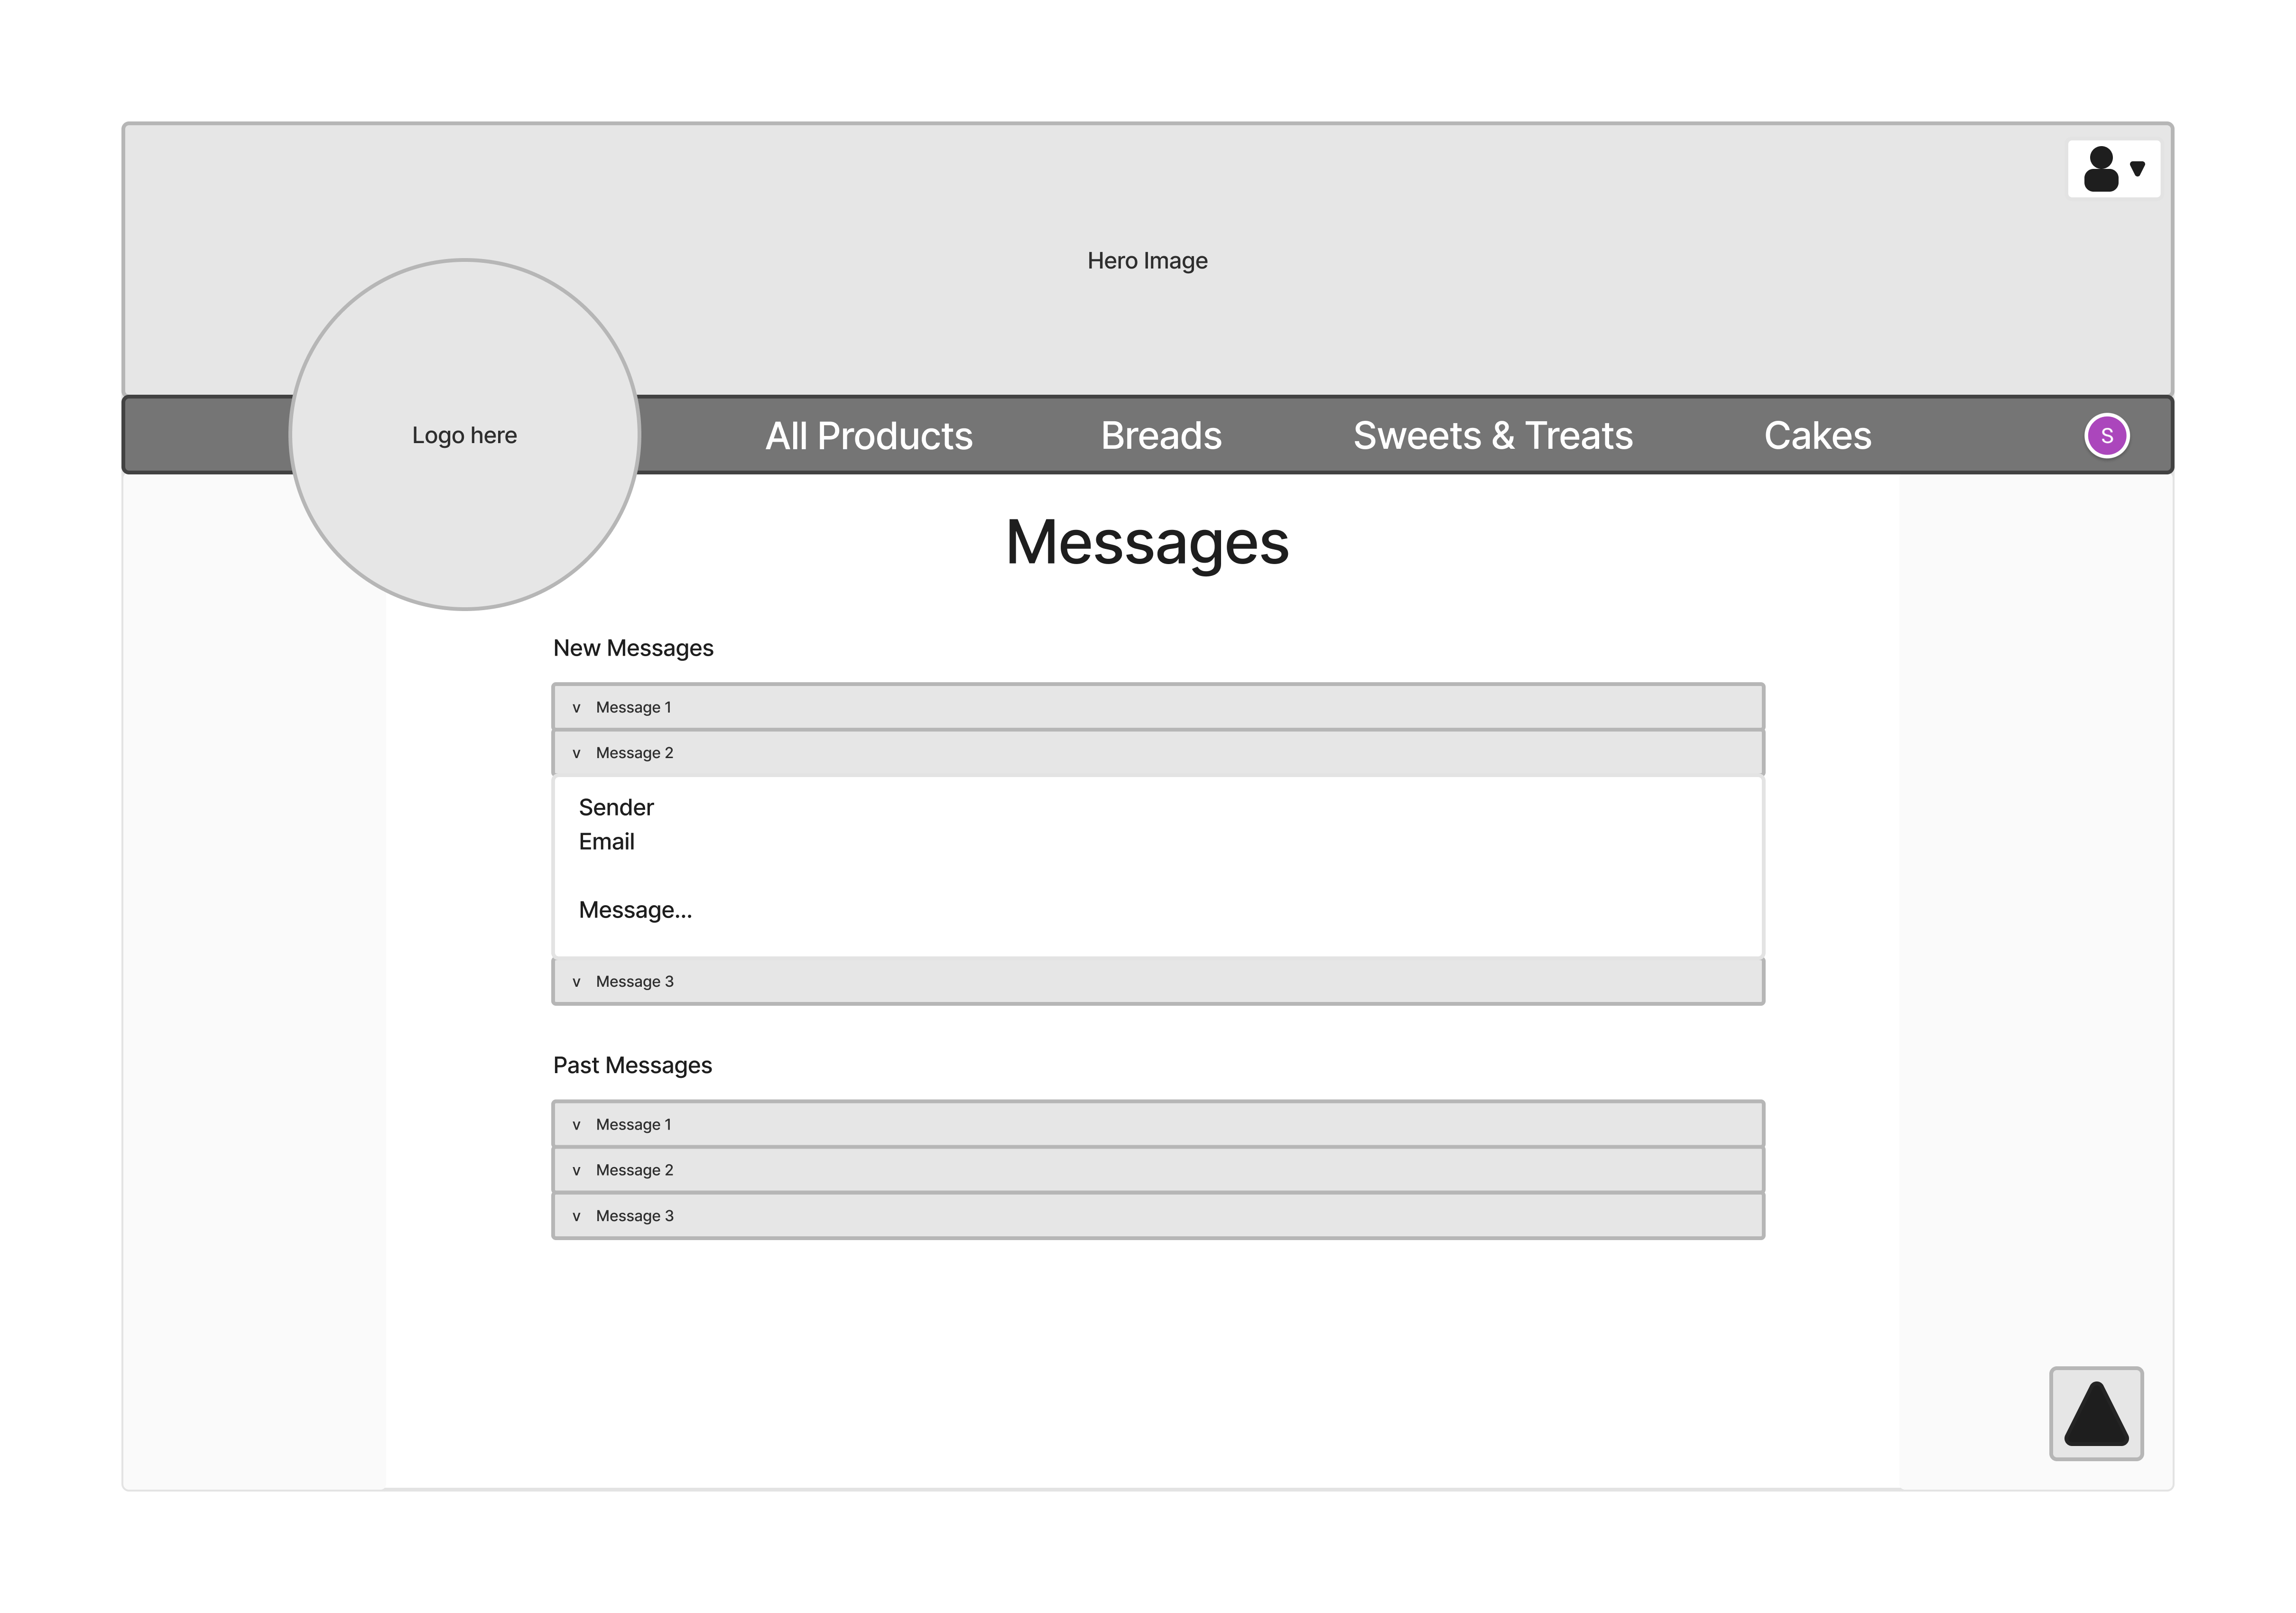 Hero Image
Logo here
All Products Breads Sweets & Treats Cakes S
Messages
New Messages
v Message 1
v Message 2
Sender
Email
Message...
v Message 3
Past Messages
v Message 1
v Message 2
v Message 3